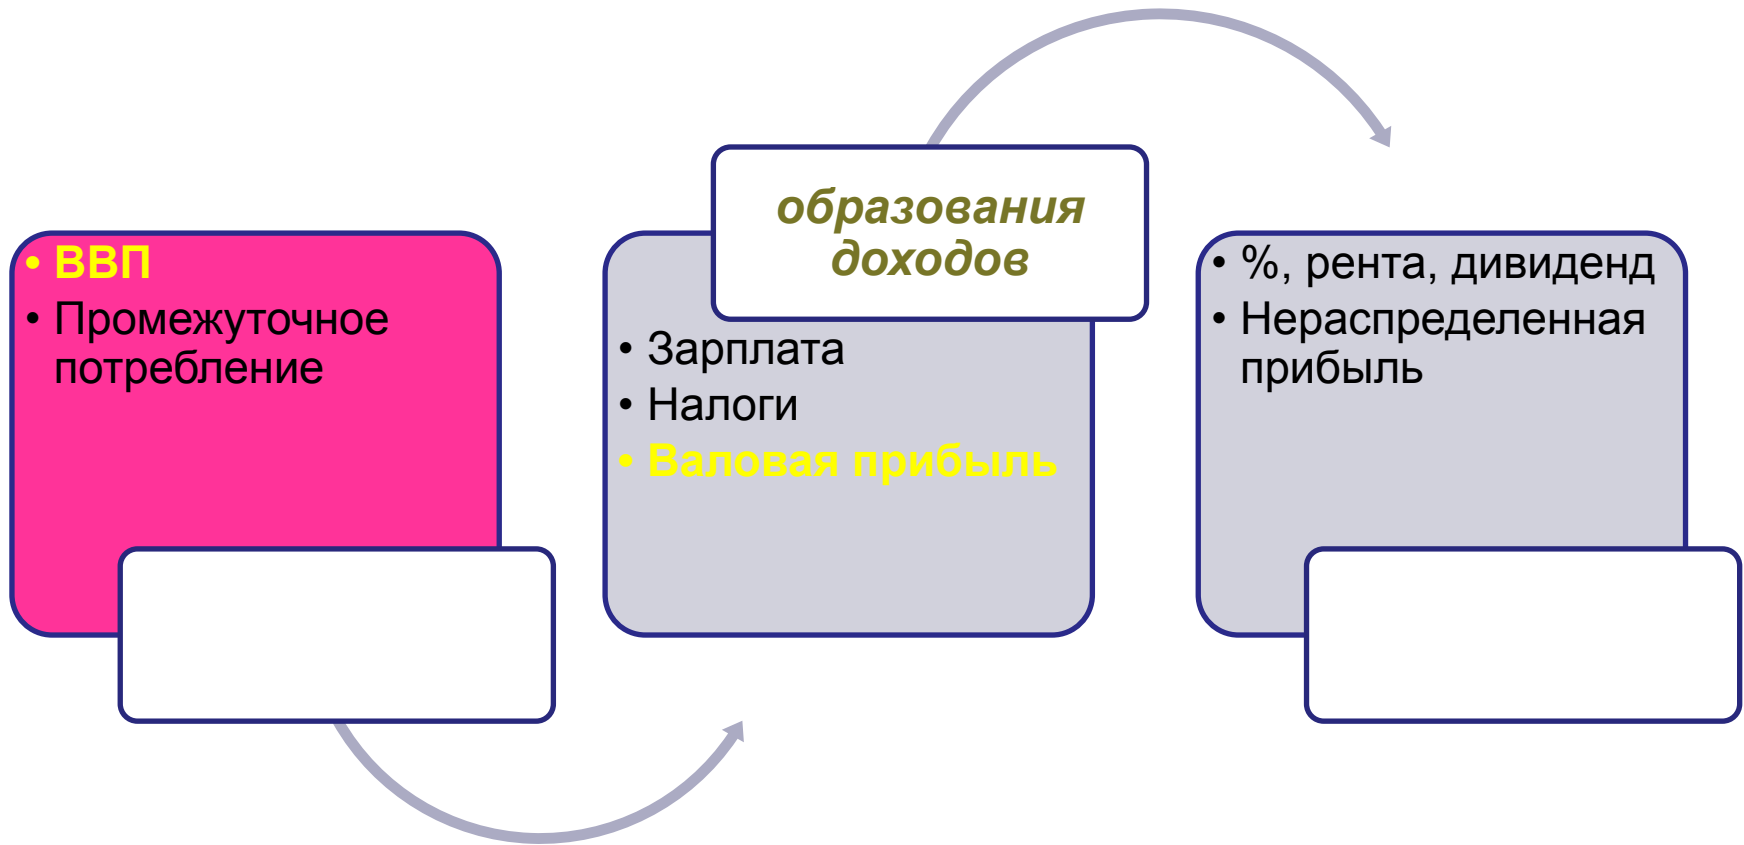 • ВВП
• Промежуточное
потребление
образования
доходов
• Зарплата
• Налоги
• Валовая прибыль
• %, рента, дивиденд
• Нераспределенная
прибыль